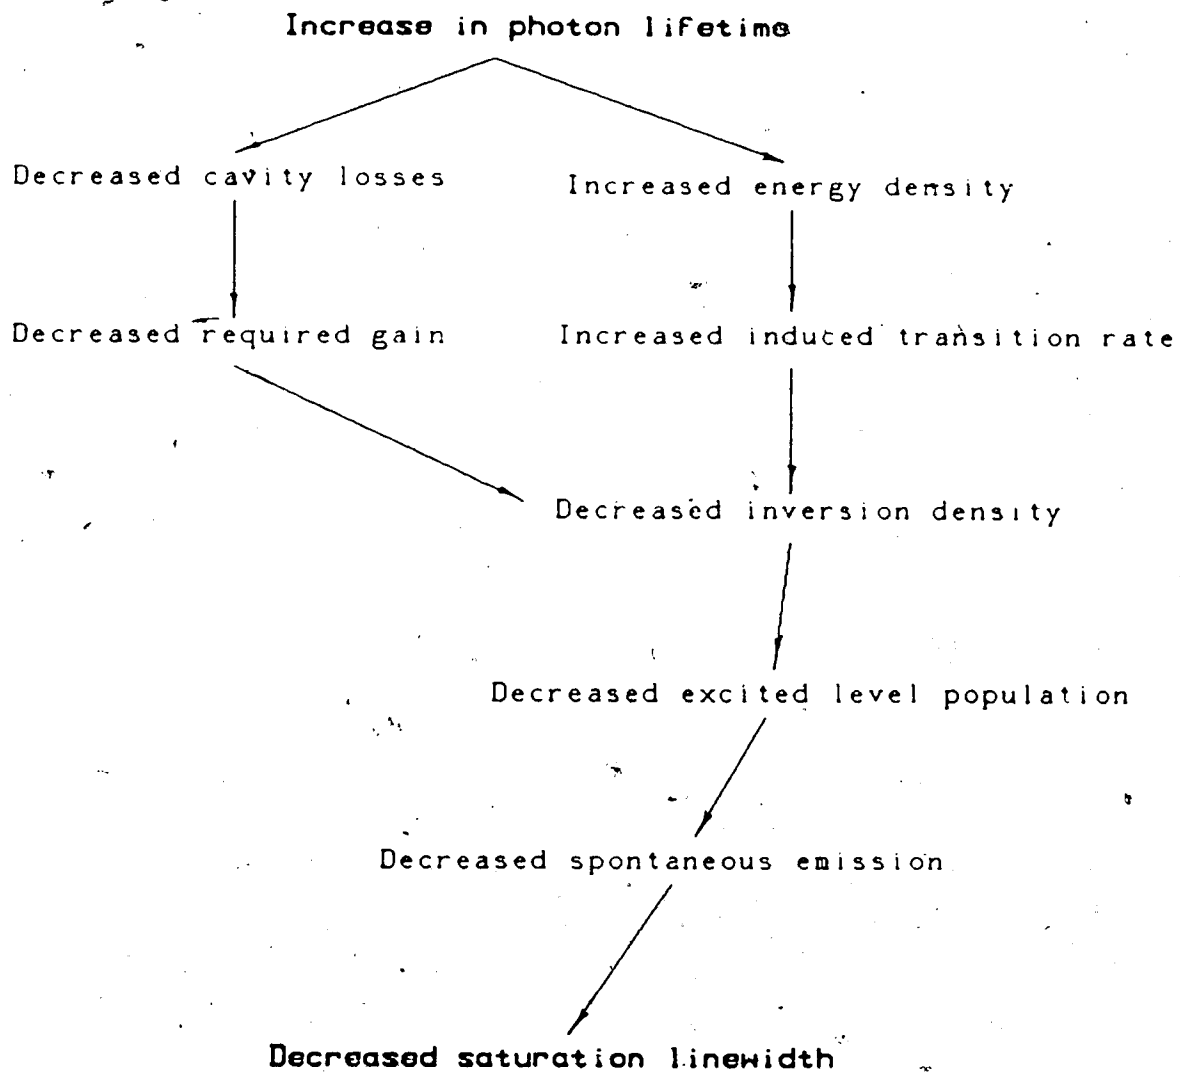 Increase in photon lifetime
Decreased cavity losses
Increased energy density
Decreased required gain
Increased induced transition rate
Decreased inversion density
Decreased excited level population
Decreased spontaneous emission
Decreased saturation linewidth